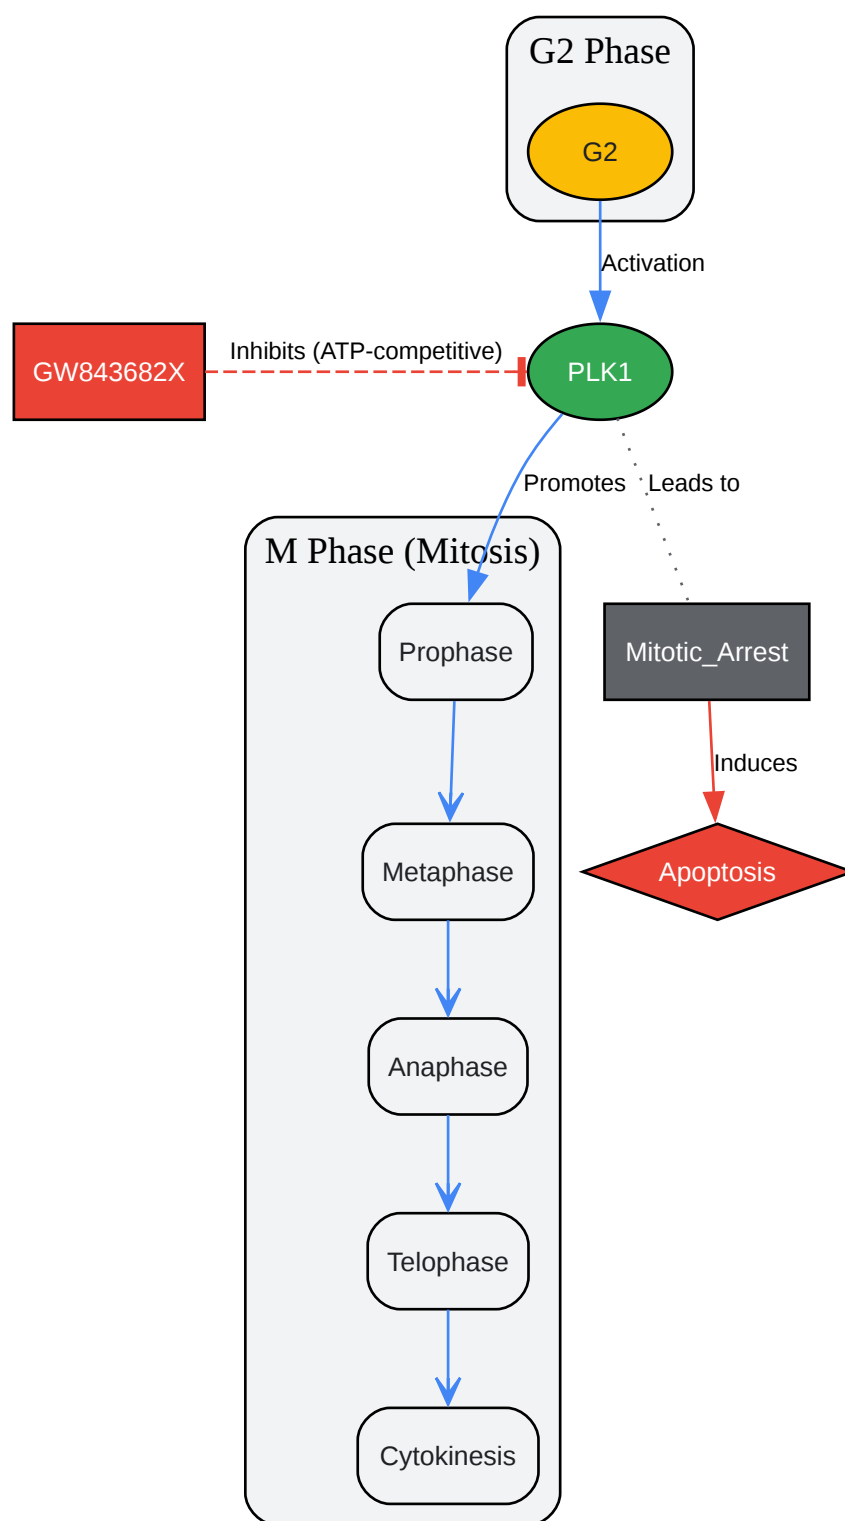 G2 Phase
G2
Activation
Inhibits (ATP-competitive)
GW843682X
PLK1
Promotes
Leads to
M Phase (Mitosis)
Prophase
Mitotic_Arrest
Induces
Metaphase
Apoptosis
Anaphase
Telophase
Cytokinesis